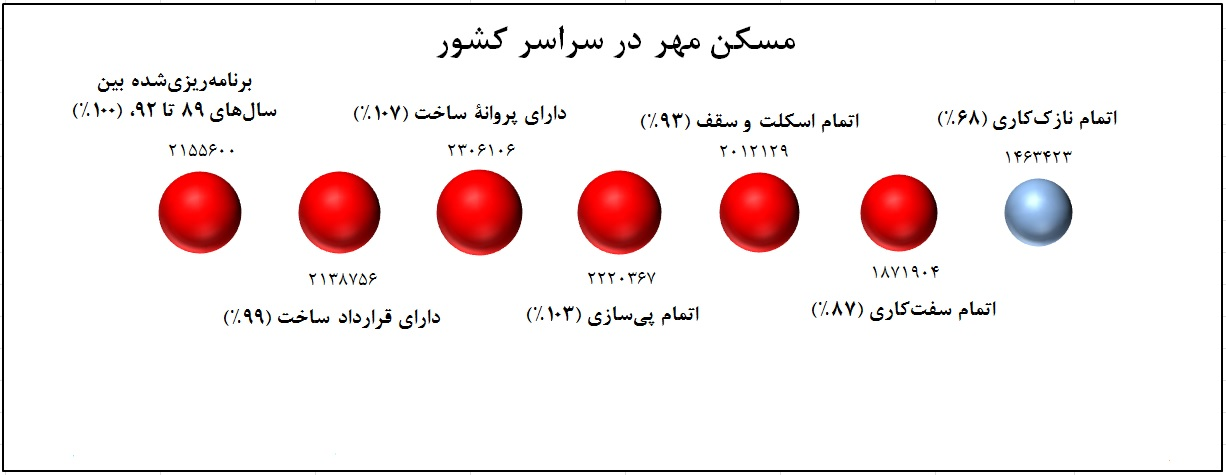 مسکن مهر در سراسر کشور
برنامه‌ریزی‌شده بین
سال‌های ۸۹ تا ۹۲، (۱۰۰٪)
۲۱۵۵۶۰۰
۲۱۳۸۷۵۶
دارای قرارداد ساخت (۹۹٪)
دارای پروانهٔ ساخت (۱۰۷٪)
۲۳۰۶۱۰۶
۲۲۲۰۳۶۷
اتمام پی‌سازی (۱۰۳٪)
اتمام اسکلت و سقف (۹۳٪)
۲۰۱۲۱۲۹
۱۸۷۱۹۰۴
اتمام سفت‌کاری (۸۷٪)
اتمام نازک‌کاری (۶۸٪)
۱۴۶۳۴۲۳